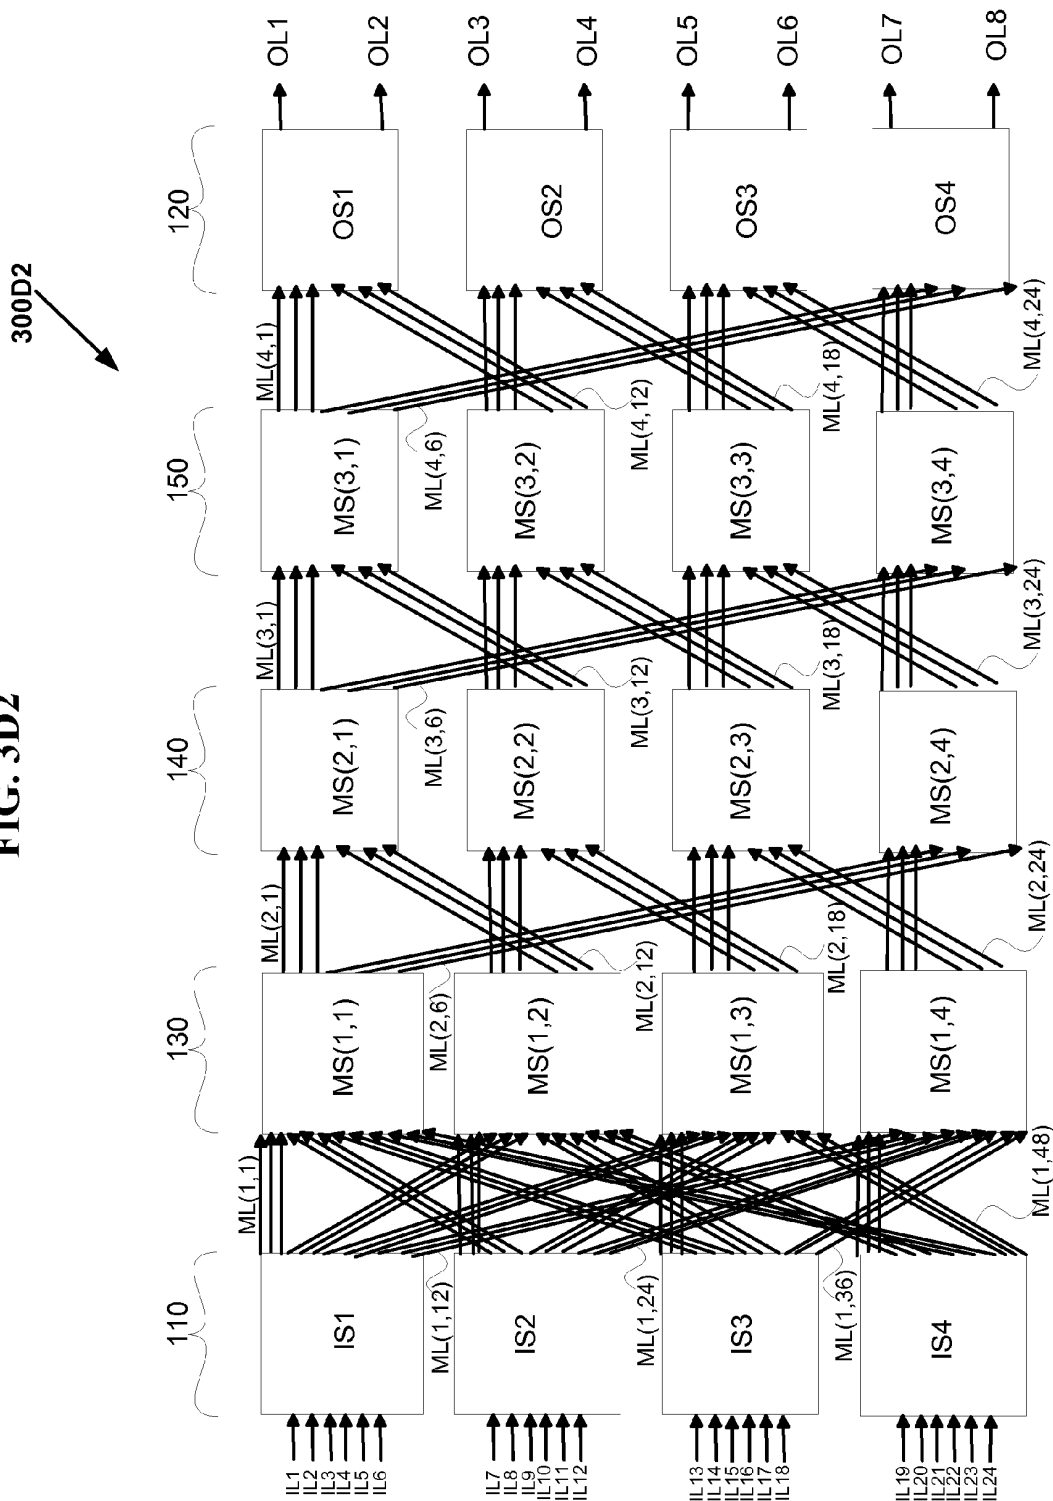 FIG. 3D2
300D2
110
130
140
150
120
IL1
IL2
IL3
IL4
IL5
IL6
IS1
ML(1,1)
ML(1,12)
MS(1,1)
ML(2,1)
ML(2,6)
MS(2,1)
ML(3,1)
ML(3,6)
MS(3,1)
ML(4,1)
ML(4,6)
OS1
OL1
OL2
IL7
IL8
IL9
IL10
IL11
IL12
IS2
ML(1,24)
MS(1,2)
ML(2,12)
MS(2,2)
ML(3,12)
MS(3,2)
ML(4,12)
OS2
OL3
OL4
IL13
IL14
IL15
IL16
IL17
IL18
IS3
ML(1,36)
MS(1,3)
ML(2,18)
MS(2,3)
ML(3,18)
MS(3,3)
ML(4,18)
OS3
OL5
OL6
IL19
IL20
IL21
IL22
IL23
IL24
IS4
ML(1,48)
MS(1,4)
ML(2,24)
MS(2,4)
ML(3,24)
MS(3,4)
ML(4,24)
OS4
OL7
OL8